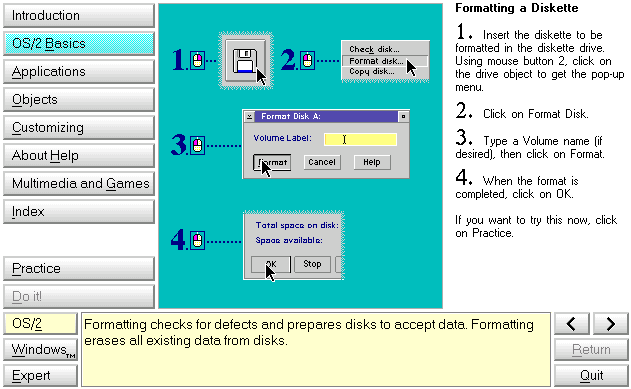 Introduction
OS/2 Basics
Applications
Objects
Customizing
About Help
Multimedia and Games
Index
Practice
Do it!
1.
2.
Check disk...
Format disk...
Copy disk...
3.
Format Disk A:
Volume Label:
Format
Cancel
Help
4.
Total space on disk:
Space available:
OK
Stop
Formatting a Diskette
1. Insert the diskette to be
formatted in the diskette drive.
Using mouse button 2, click on
the drive object to get the pop-up
menu.
2. Click on Format Disk.
3. Type a Volume name (if
desired), then click on Format.
4. When the format is
completed, click on OK.
If you want to try this now, click
on Practice.
OS/2
Windows™
Expert
Formatting checks for defects and prepares disks to accept data. Formatting
erases all existing data from disks.
Return
Quit